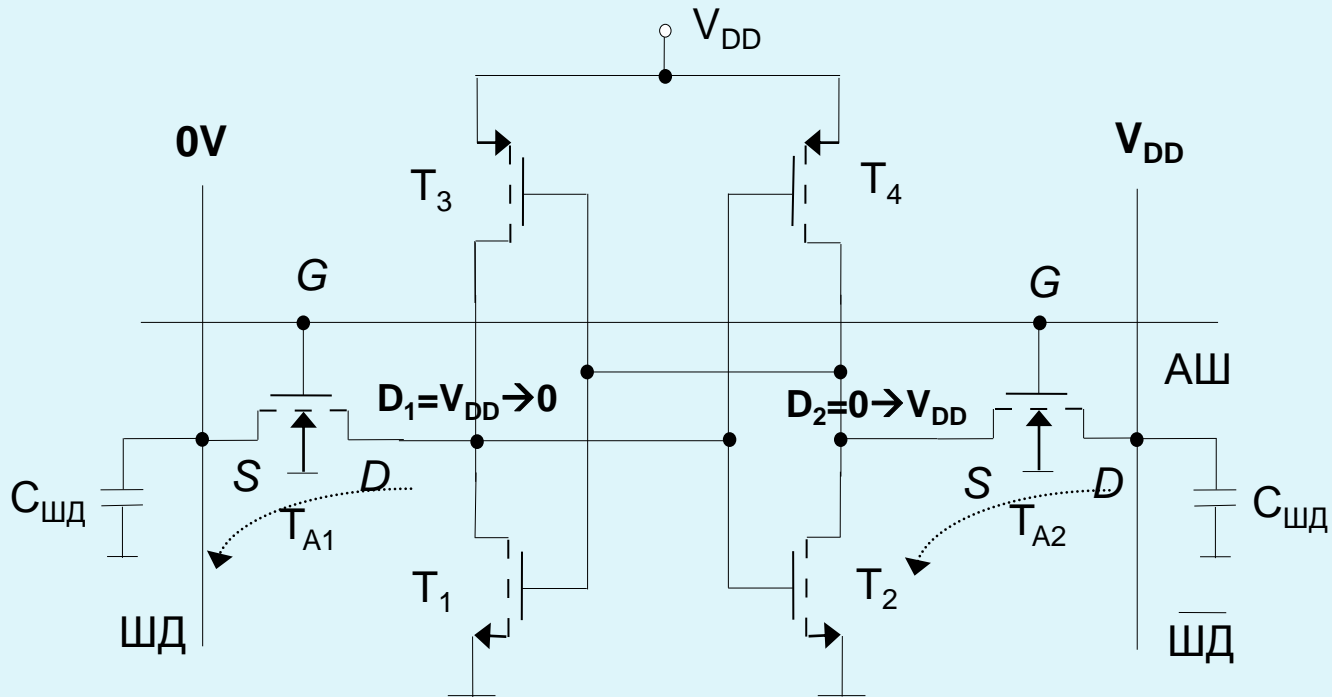 V_DD
0V
V_DD
T_3
T_4
G
G
АШ
D_1=V_DD→0
D_2=0→V_DD
S
D
S
D
C_ШД
T_A1
T_A2
C_ШД
T_1
T_2
ШД
Ш̅Д̅